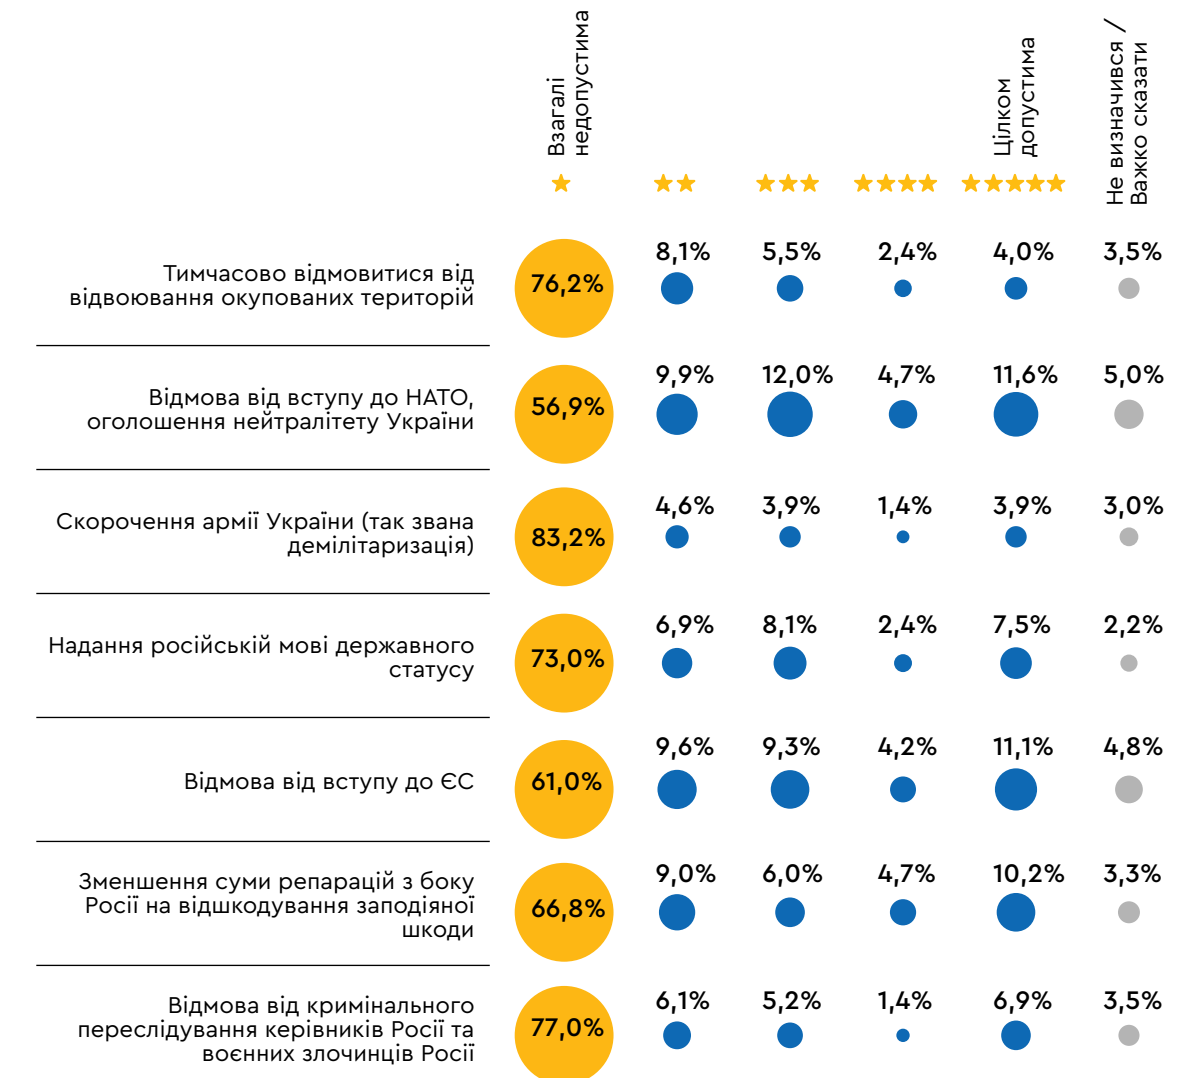 Взагалі
недопустима
Цілком
допустима
Не визначився /
Важко сказати
Тимчасово відмовитися від
відвоювання окупованих територій
76,2% 8,1% 5,5% 2,4% 4,0% 3,5%
Відмова від вступу до НАТО,
оголошення нейтралітету України
56,9% 9,9% 12,0% 4,7% 11,6% 5,0%
Скорочення армії України (так звана
демілітаризація)
83,2% 4,6% 3,9% 1,4% 3,9% 3,0%
Надання російській мові державного
статусу
73,0% 6,9% 8,1% 2,4% 7,5% 2,2%
Відмова від вступу до ЄС
61,0% 9,6% 9,3% 4,2% 11,1% 4,8%
Зменшення суми репарацій з боку
Росії на відшкодування заподіяної
шкоди
66,8% 9,0% 6,0% 4,7% 10,2% 3,3%
Відмова від кримінального
переслідування керівників Росії та
воєнних злочинців Росії
77,0% 6,1% 5,2% 1,4% 6,9% 3,5%